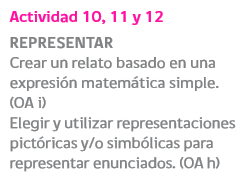 Actividad 10, 11 y 12
REPRESENTAR
Crear un relato basado en una
expresión matemática simple.
(OA i)
Elegir y utilizar representaciones
pictóricas y/o simbólicas para
representar enunciados. (OA h)